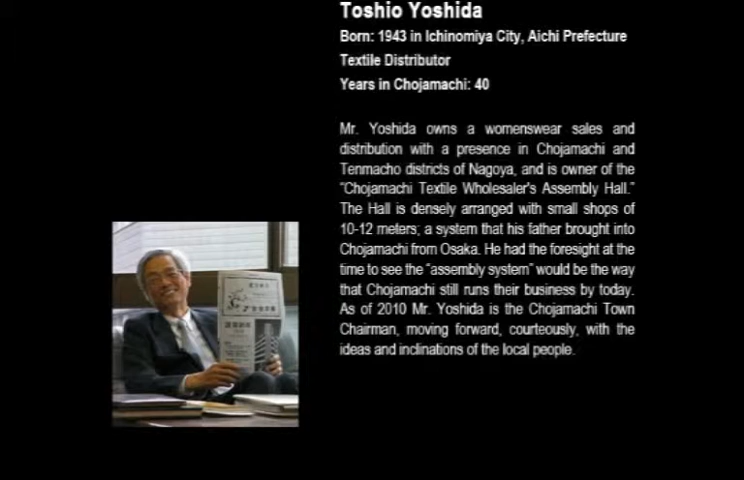 Toshio Yoshida
Born: 1943 in Ichinomiya City, Aichi Prefecture
Textile Distributor
Years in Chojamachi: 40
Mr. Yoshida owns a womenswear sales and
distribution with a presence in Chojamachi and
Tenmacho districts of Nagoya, and is owner of the
“Chojamachi Textile Wholesaler's Assembly Hall.”
The Hall is densely arranged with small shops of
10-12 meters; a system that his father brought into
Chojamachi from Osaka. He had the foresight at the
time to see the “assembly system” would be the way
that Chojamachi still runs their business by today.
As of 2010 Mr. Yoshida is the Chojamachi Town
Chairman, moving forward, courteously, with the
ideas and inclinations of the local people.